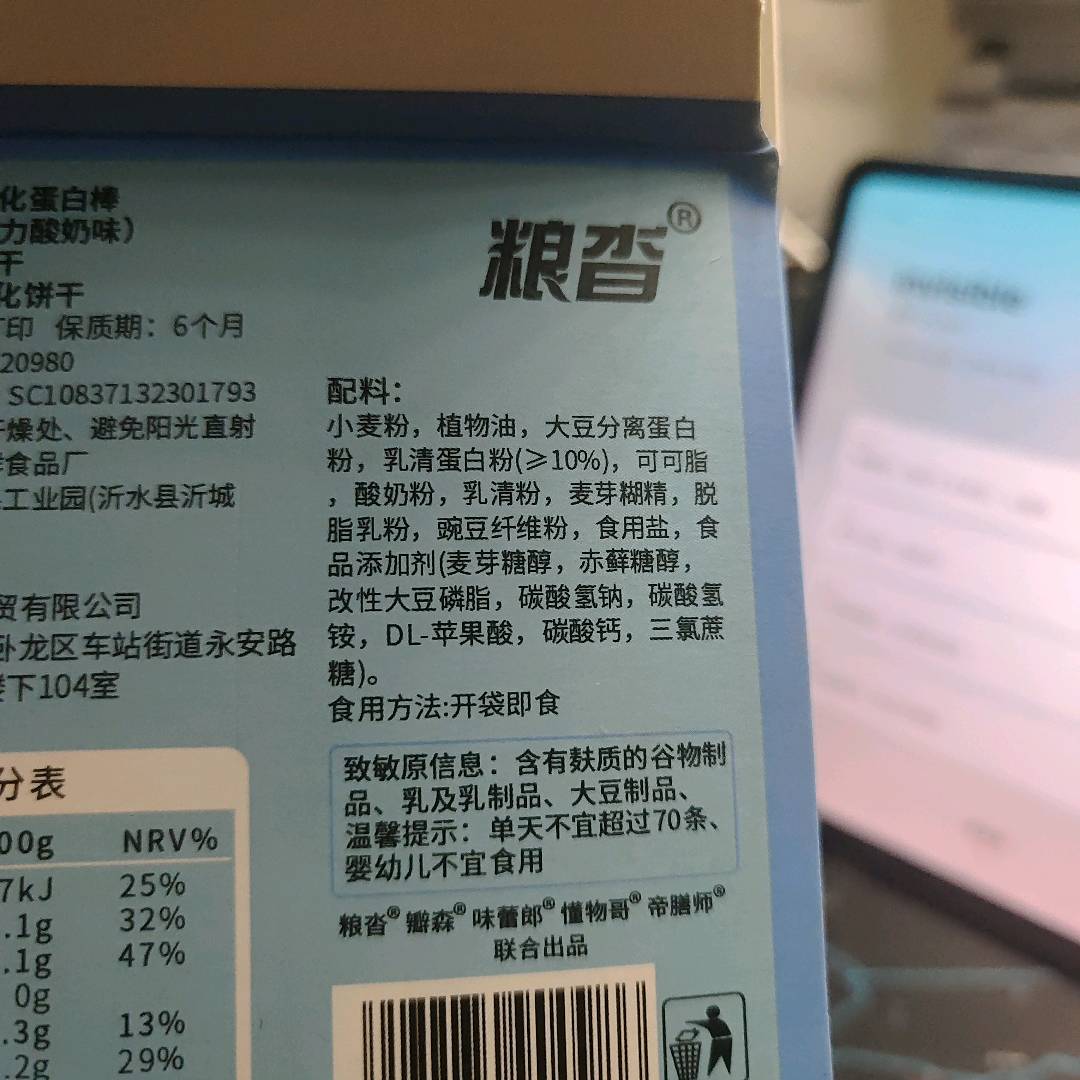 化蛋白棒
力酸奶味）
干
化饼干
印 保质期：6个月
20980
SC10837132301793
燥处、避免阳光直射
食品厂
工业园(沂水县沂城
贸有限公司
卧龙区车站街道永安路
下104室
分表
00g NRV%
7kJ 25%
.1g 32%
.1g 47%
0g
.3g 13%
.2g 29%
粮沓®
配料：
小麦粉，植物油，大豆分离蛋白
粉，乳清蛋白粉(≥10%)，可可脂
，酸奶粉，乳清粉，麦芽糊精，脱
脂乳粉，豌豆纤维粉，食用盐，食
品添加剂(麦芽糖醇，赤藓糖醇，
改性大豆磷脂，碳酸氢钠，碳酸氢
铵，DL-苹果酸，碳酸钙，三氯蔗
糖)。
食用方法:开袋即食
致敏原信息：含有麸质的谷物制
品、乳及乳制品、大豆制品、
温馨提示：单天不宜超过70条、
婴幼儿不宜食用
粮沓® 瓣森® 味蕾郎® 懂物哥® 帝膳师®
联合出品